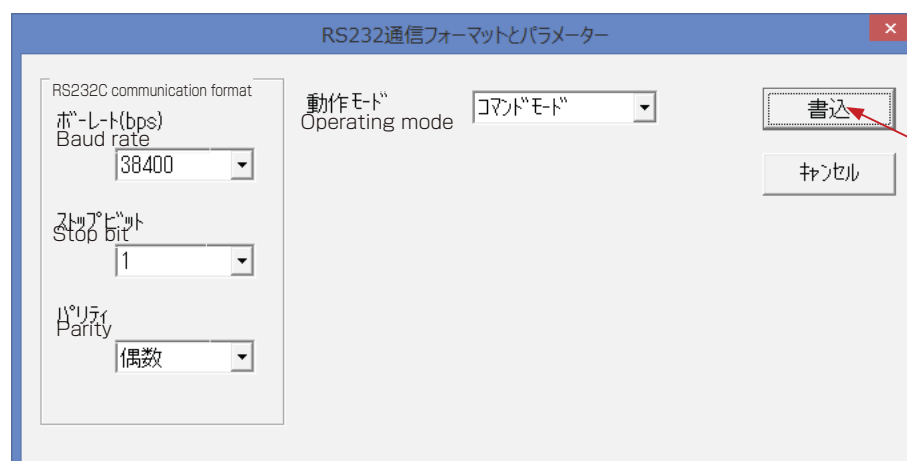 RS232通信フォーマットとパラメーター
RS232C communication format
ﾎﾞｰﾚｰﾄ(bps)
Baud rate
38400
ｽﾄｯﾌﾟﾋﾞｯﾄ
Stop bit
1
ﾊﾟﾘﾃｨ
Parity
偶数
動作ﾓｰﾄﾞ
Operating mode
ｺﾏﾝﾄﾞﾓｰﾄﾞ
書込
ｷｬﾝｾﾙ